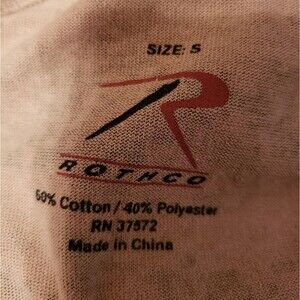 SIZE: S
R
ROTHCO
60% Cotton / 40% Polyester
RN 37572
Made in China